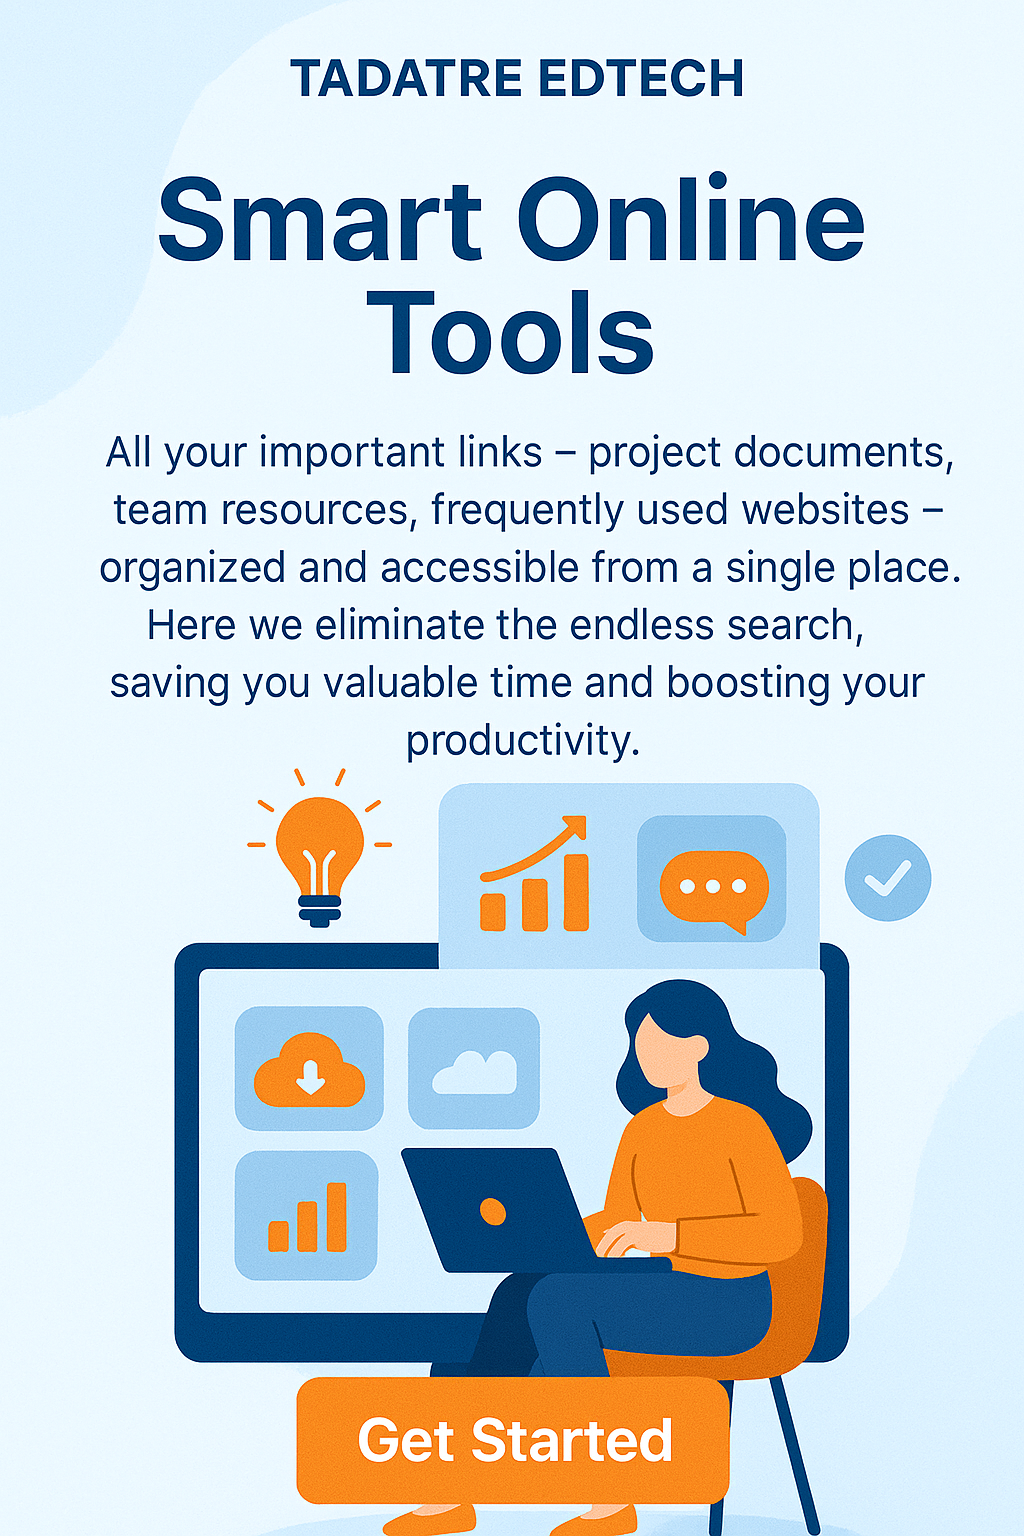 TADATRE EDTECH
Smart Online
Tools
All your important links – project documents,
team resources, frequently used websites –
organized and accessible from a single place.
Here we eliminate the endless search,
saving you valuable time and boosting your
productivity.
Get Started